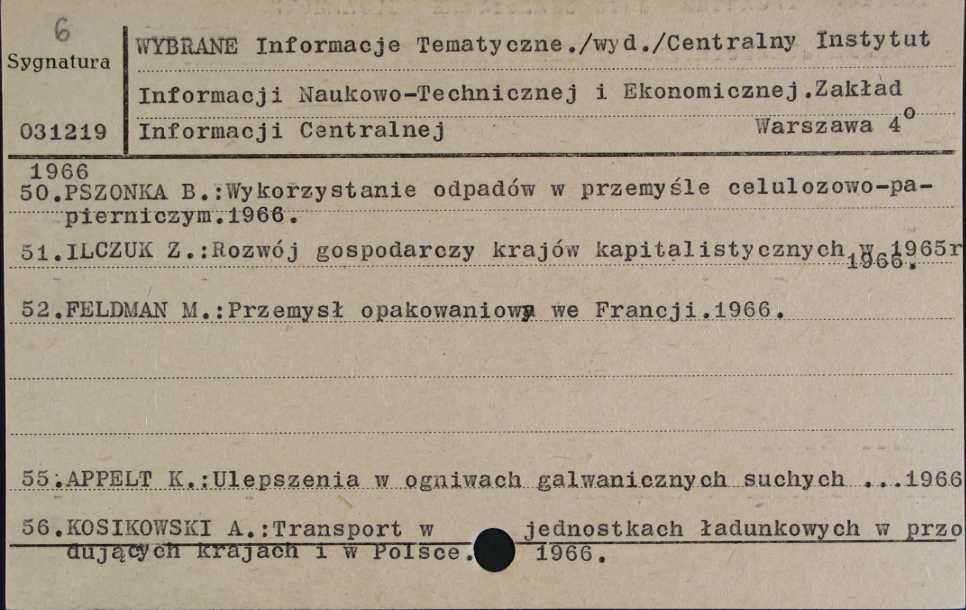 6
Sygnatura
WYBRANE Informacje Tematyczne./wyd./Centralny Instytut
Informacji Naukowo-Technicznej i Ekonomicznej.Zakład
031219 Informacji Centralnej Warszawa 4°
1966
50.PSZONKA B.:Wykorzystanie odpadów w przemyśle celulozowo-pa-
pierniczym.1966.
51.ILCZUK Z.:Rozwój gospodarczy krajów kapitalistycznych w 1965r
1966.
52.FELDMAN M.:Przemysł opakowaniowy we Francji.1966.
55.APPELT K.:Ulepszenia w ogniwach galwanicznych suchych ...1966
56.KOSIKOWSKI A.:Transport w jednostkach ładunkowych w przo
dujących krajach i w Polsce. 1966.